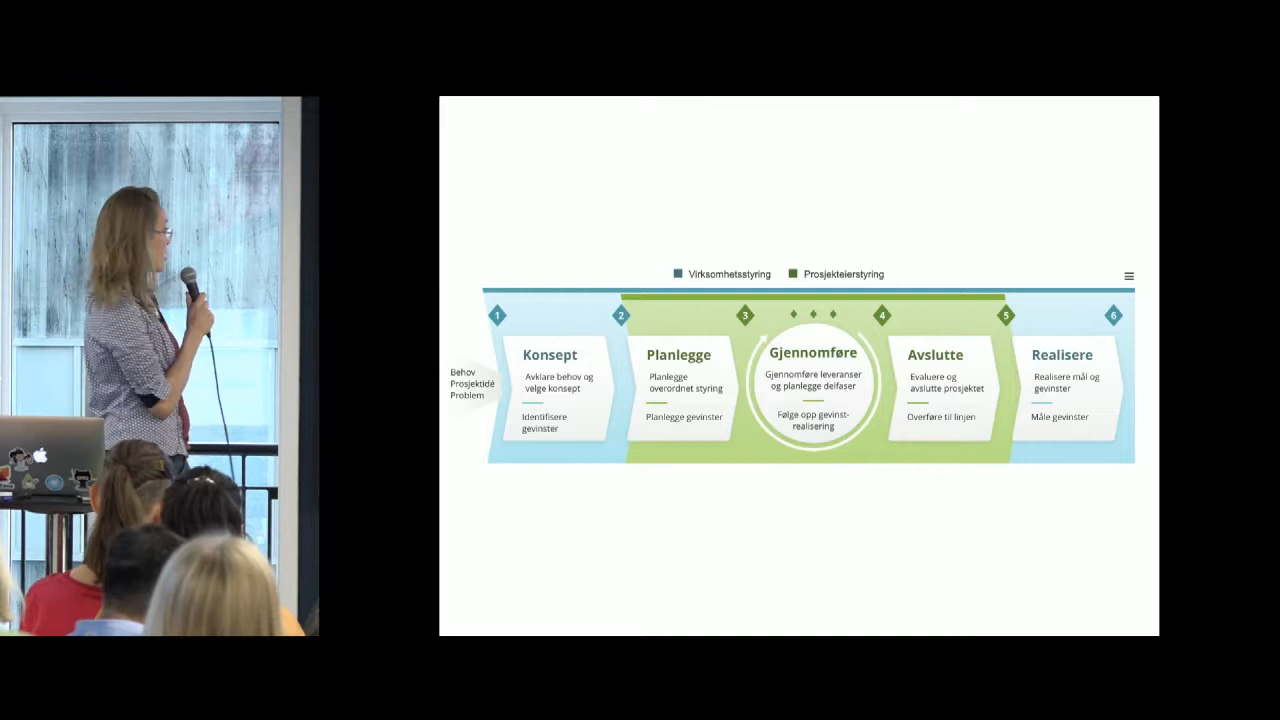 Virksomhetsstyring
Prosjekteierstyring
1
2
3
4
5
6
Behov
Prosjektidé
Problem
Konsept
Avklare behov og
velge konsept
Identifisere
gevinster
Planlegge
Planlegge
overordnet styring
Planlegge gevinster
Gjennomføre
Gjennomføre leveranser
og planlegge delfaser
Følge opp gevinst-
realisering
Avslutte
Evaluere og
avslutte prosjektet
Overføre til linjen
Realisere
Realisere mål og
gevinster
Måle gevinster